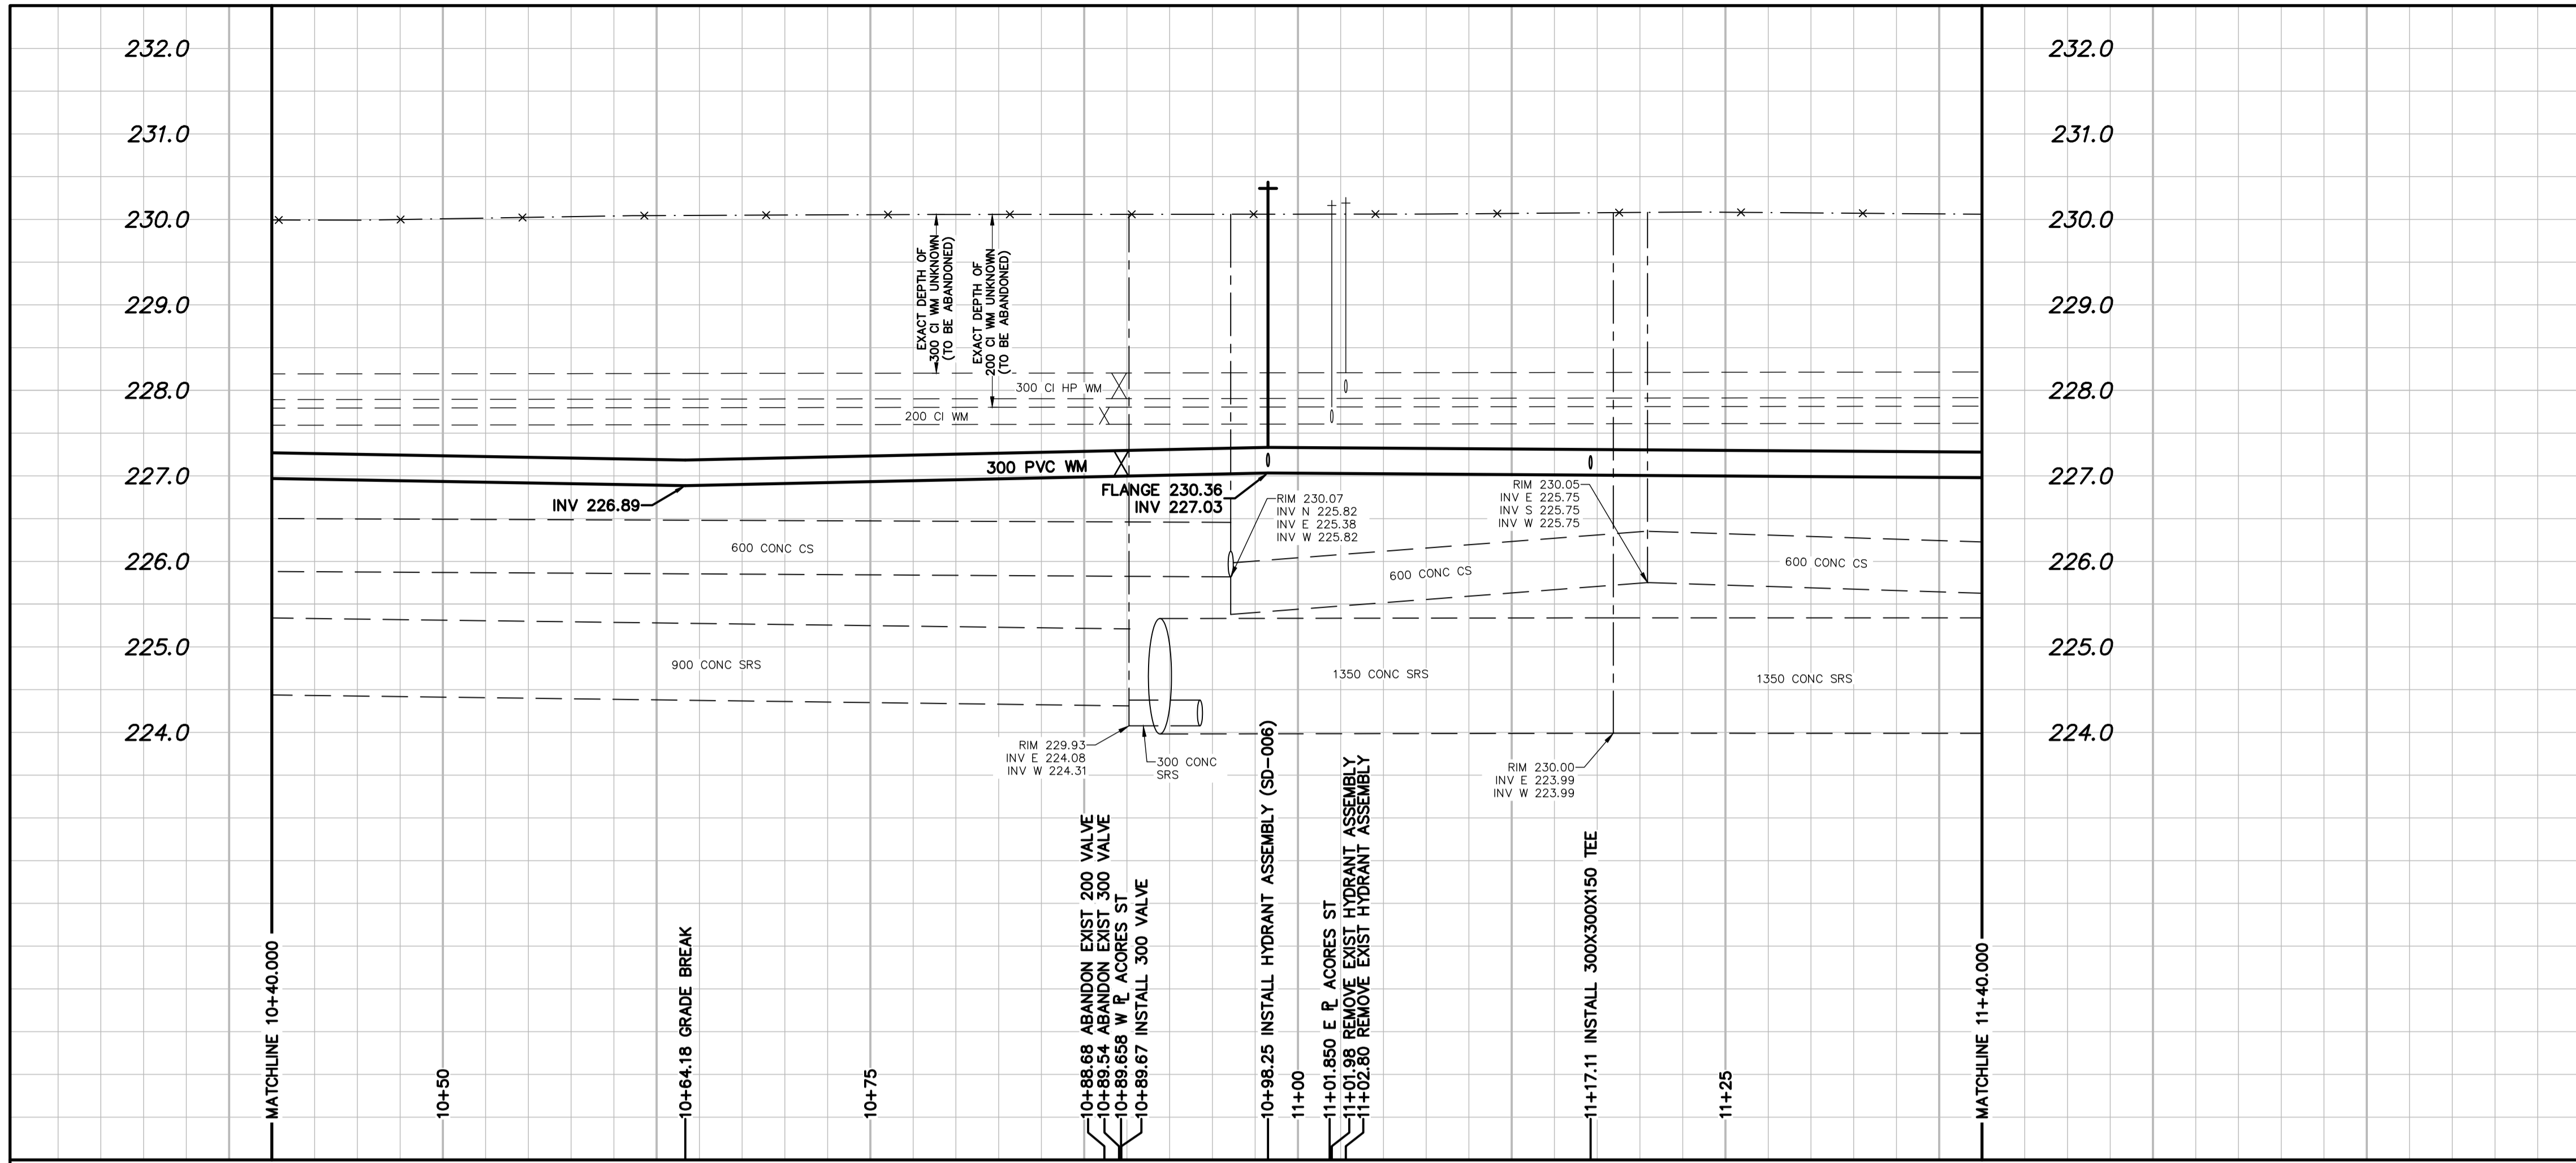 232.0
232.0
231.0
231.0
230.0
230.0
229.0
229.0
228.0
228.0
227.0
227.0
226.0
226.0
225.0
225.0
224.0
224.0
EXACT DEPTH OF
300 CI WM UNKNOWN
(TO BE ABANDONED)
EXACT DEPTH OF
200 CI WM UNKNOWN
(TO BE ABANDONED)
300 CI HP WM
200 CI WM
300 PVC WM
INV 226.89
FLANGE 230.36
INV 227.03
RIM 230.07
INV N 225.82
INV E 225.38
INV W 225.82
RIM 230.05
INV E 225.75
INV S 225.75
INV W 225.75
600 CONC CS
600 CONC CS
600 CONC CS
900 CONC SRS
1350 CONC SRS
1350 CONC SRS
RIM 229.93
INV E 224.08
INV W 224.31
300 CONC
SRS
RIM 230.00
INV E 223.99
INV W 223.99
MATCHLINE 10+40.000
10+50
10+64.18 GRADE BREAK
10+75
10+88.68 ABANDON EXIST 200 VALVE
10+89.54 ABANDON EXIST 300 VALVE
10+89.658 W PL ACORES ST
10+89.67 INSTALL 300 VALVE
10+98.25 INSTALL HYDRANT ASSEMBLY (SD-006)
11+00
11+01.850 E PL ACORES ST
11+01.98 REMOVE EXIST HYDRANT ASSEMBLY
11+02.80 REMOVE EXIST HYDRANT ASSEMBLY
11+17.11 INSTALL 300X300X150 TEE
11+25
MATCHLINE 11+40.000